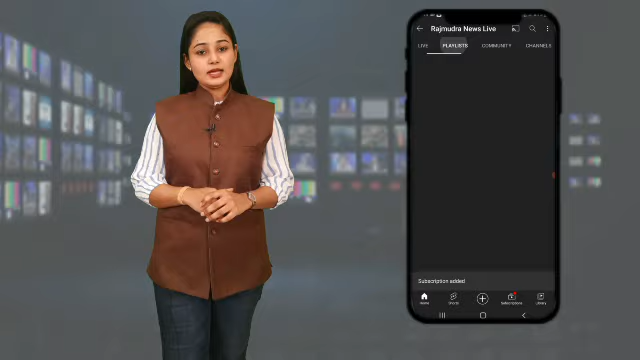 Rajmudra News Live
LIVE PLAYLISTS COMMUNITY CHANNELS
Subscription added
Home Shorts Subscriptions Library